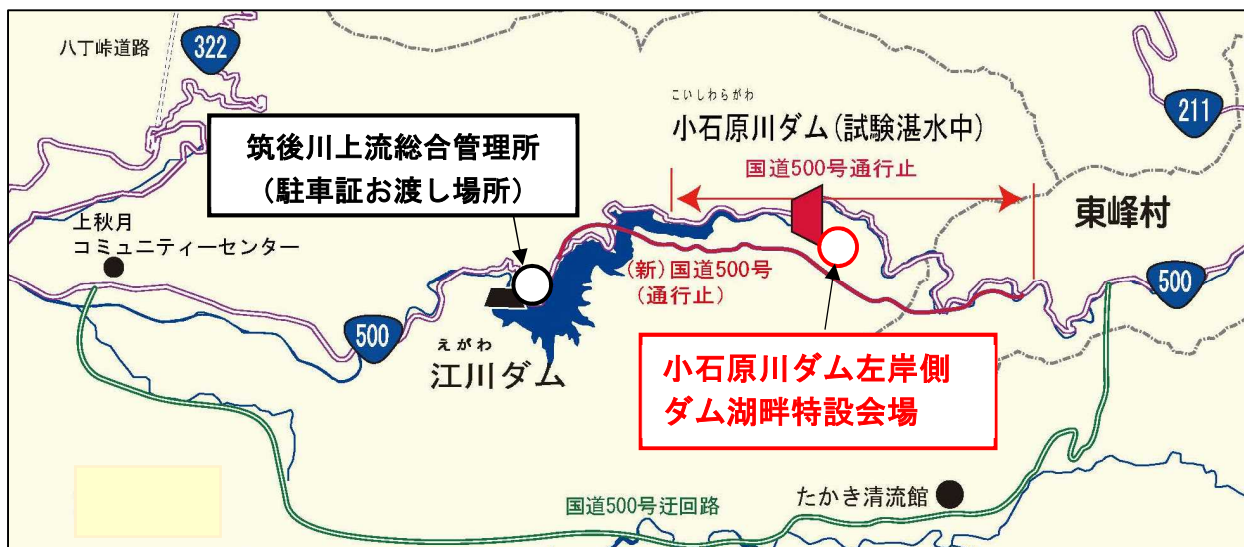 八丁峠道路
322
筑後川上流総合管理所
(駐車証お渡し場所)
こいしわらがわ
小石原川ダム(試験湛水中)
国道500号通行止
211
東峰村
上秋月
コミュニティーセンター
(新)国道500号
(通行止)
500
500
えがわ
江川ダム
小石原川ダム左岸側
ダム湖畔特設会場
たかき清流館
国道500号迂回路